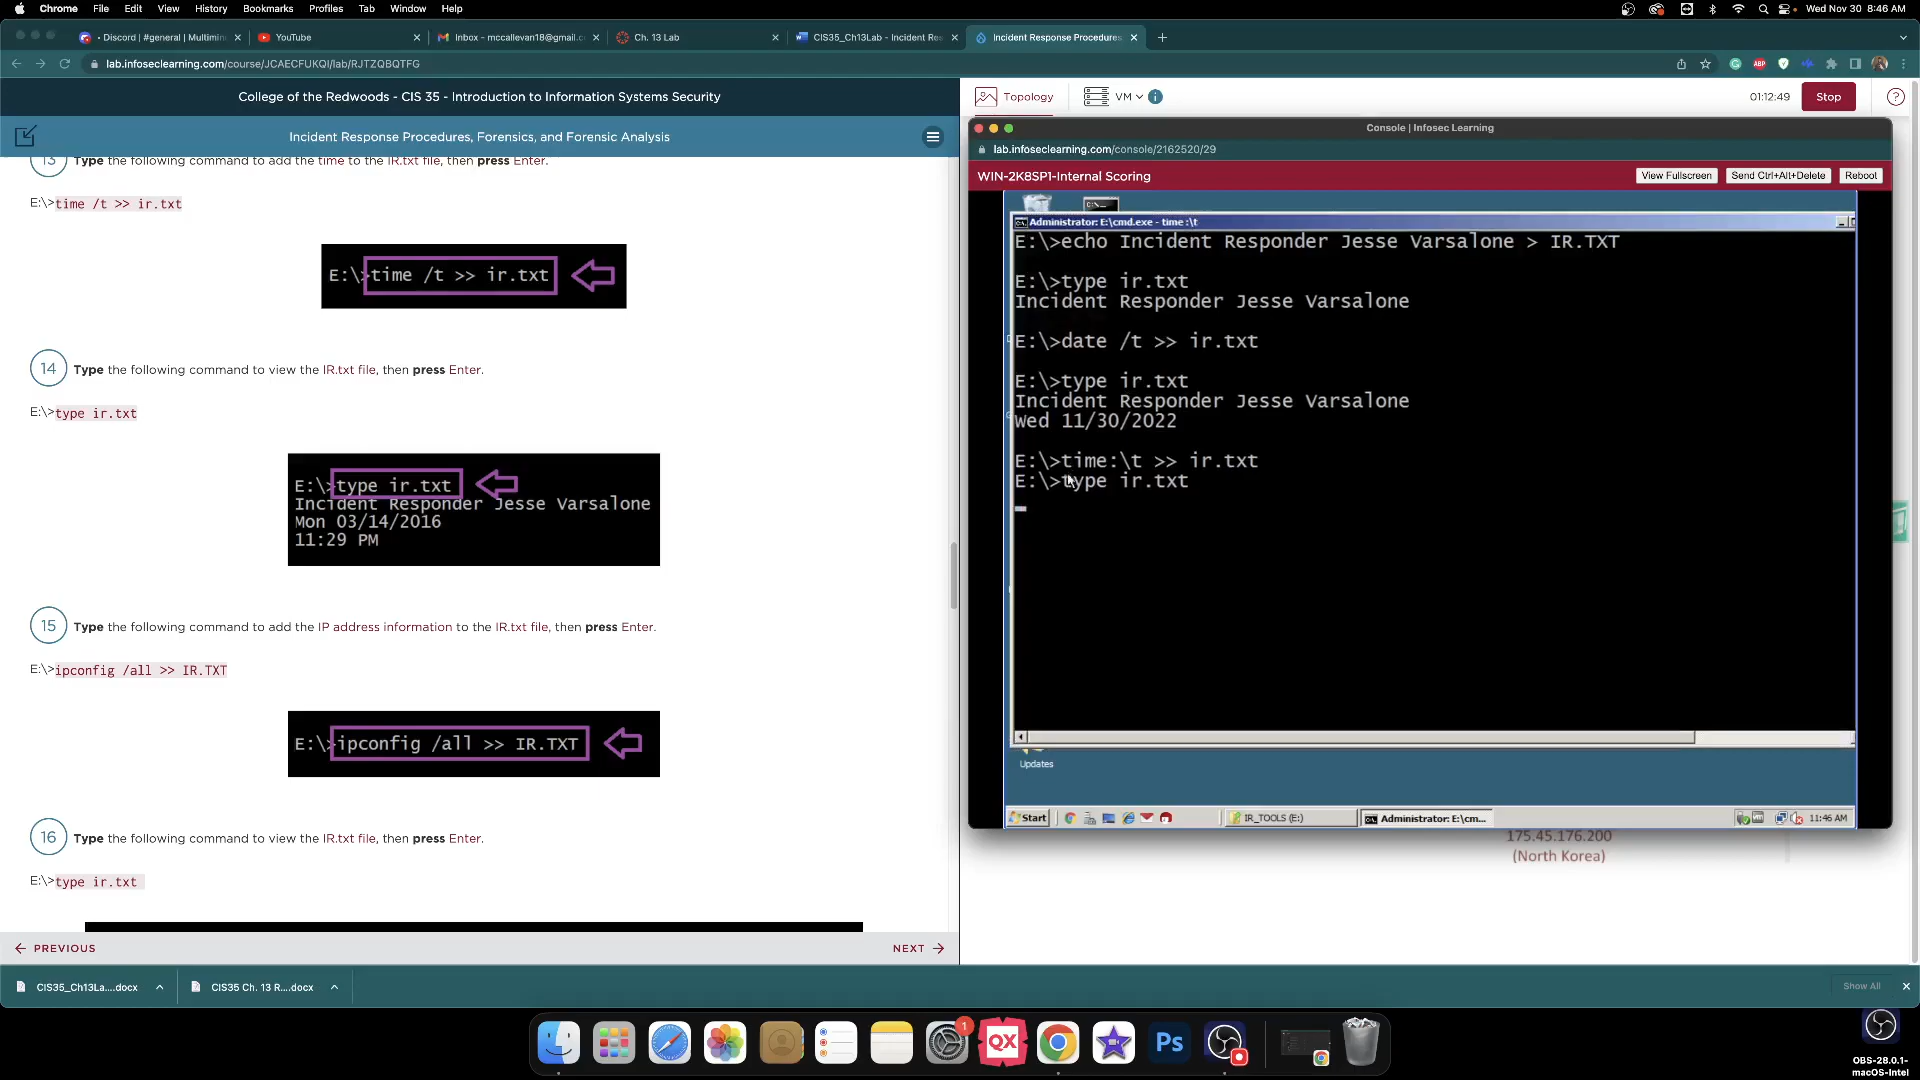 Chrome File Edit View History Bookmarks Profiles Tab Window Help
Wed Nov 30 8:46 AM
• Discord | #general | Multimin
YouTube
Inbox - mccallevan18@gmail.c
Ch. 13 Lab
CIS35_Ch13Lab - Incident Res
Incident Response Procedures
lab.infoseclearning.com/course/JCAECFUKQI/lab/RJTZQBQTFG
College of the Redwoods - CIS 35 - Introduction to Information Systems Security
Incident Response Procedures, Forensics, and Forensic Analysis
13 Type the following command to add the time to the IR.txt file, then press Enter.
E:\>time /t >> ir.txt
E:\>time /t >> ir.txt
14 Type the following command to view the IR.txt file, then press Enter.
E:\>type ir.txt
E:\>type ir.txt
Incident Responder Jesse Varsalone
Mon 03/14/2016
11:29 PM
15 Type the following command to add the IP address information to the IR.txt file, then press Enter.
E:\>ipconfig /all >> IR.TXT
E:\>ipconfig /all >> IR.TXT
16 Type the following command to view the IR.txt file, then press Enter.
E:\>type ir.txt
PREVIOUS
NEXT
Topology
VM
01:12:49
Stop
Console | Infosec Learning
lab.infoseclearning.com/console/2162520/29
WIN-2K8SP1-Internal Scoring
View Fullscreen
Send Ctrl+Alt+Delete
Reboot
Administrator: E:\cmd.exe - time :\t
E:\>echo Incident Responder Jesse Varsalone > IR.TXT
E:\>type ir.txt
Incident Responder Jesse Varsalone
E:\>date /t >> ir.txt
E:\>type ir.txt
Incident Responder Jesse Varsalone
Wed 11/30/2022
E:\>time:\t >> ir.txt
E:\>type ir.txt
Updates
Start
IR_TOOLS (E:)
Administrator: E:\cm...
11:46 AM
175.45.176.200
(North Korea)
CIS35_Ch13La....docx
CIS35 Ch. 13 R....docx
Show All
1
QX
Ps
OBS-28.0.1-
macOS-Intel